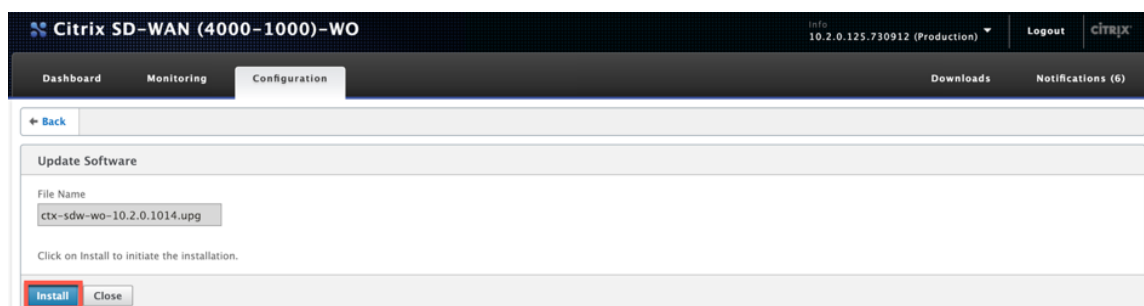 Citrix SD-WAN (4000-1000)-WO
Info
10.2.0.125.730912 (Production)
Logout
CITRIX
Dashboard Monitoring Configuration Downloads Notifications (6)
Back
Update Software
File Name
ctx-sdw-wo-10.2.0.1014.upg
Click on Install to initiate the installation.
Install Close